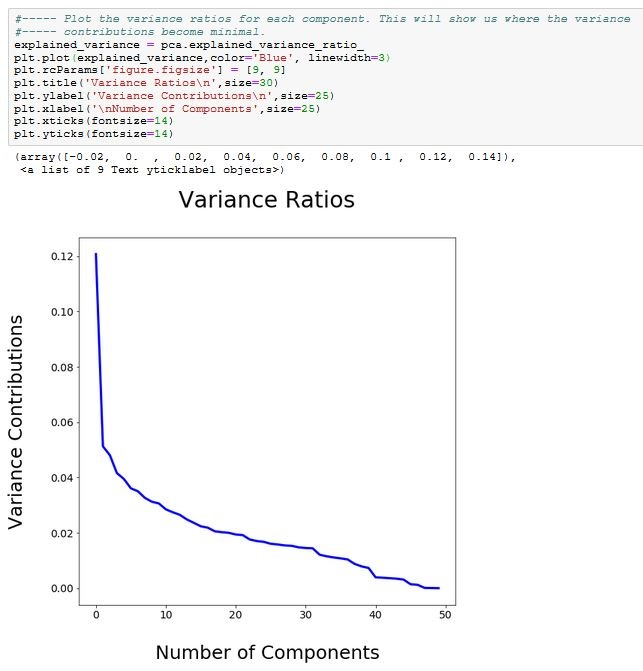 #----- Plot the variance ratios for each component. This will show us where the variance
#----- contributions become minimal.
explained_variance = pca.explained_variance_ratio_
plt.plot(explained_variance,color='Blue', linewidth=3)
plt.rcParams['figure.figsize'] = [9, 9]
plt.title('Variance Ratios\n',size=30)
plt.ylabel('Variance Contributions\n',size=25)
plt.xlabel('\nNumber of Components',size=25)
plt.xticks(fontsize=14)
plt.yticks(fontsize=14)
(array([-0.02,  0.  ,  0.02,  0.04,  0.06,  0.08,  0.1 ,  0.12,  0.14]),
<a list of 9 Text yticklabel objects>)
Variance Ratios
Variance Contributions
0.12
0.10
0.08
0.06
0.04
0.02
0.00
0 10 20 30 40 50
Number of Components